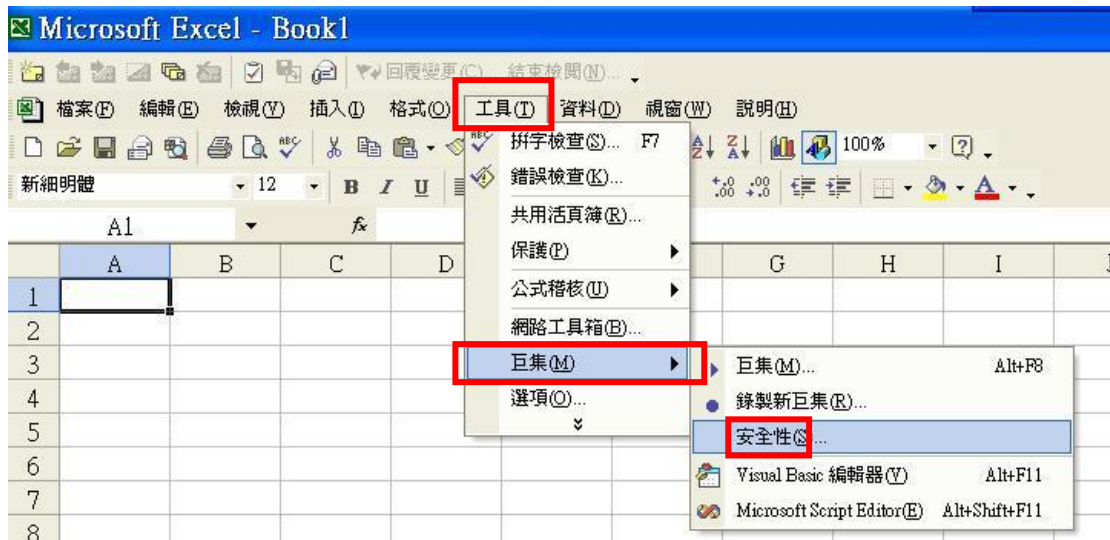 Microsoft Excel - Book1
回覆變更(C)... 結束檢閱(N)...
檔案(F) 編輯(E) 檢視(V) 插入(I) 格式(O) 工具(T) 資料(D) 視窗(W) 說明(H)
100%
新細明體 12 B I U
A1 fx
A B C D G H I
1
2
3
4
5
6
7
8
拼字檢查(S)... F7
錯誤檢查(K)...
共用活頁簿(R)...
保護(P)
公式稽核(U)
網路工具箱(B)...
巨集(M)
選項(O)...
巨集(M)... Alt+F8
錄製新巨集(R)...
安全性(S)...
Visual Basic 編輯器(V) Alt+F11
Microsoft Script Editor(E) Alt+Shift+F11